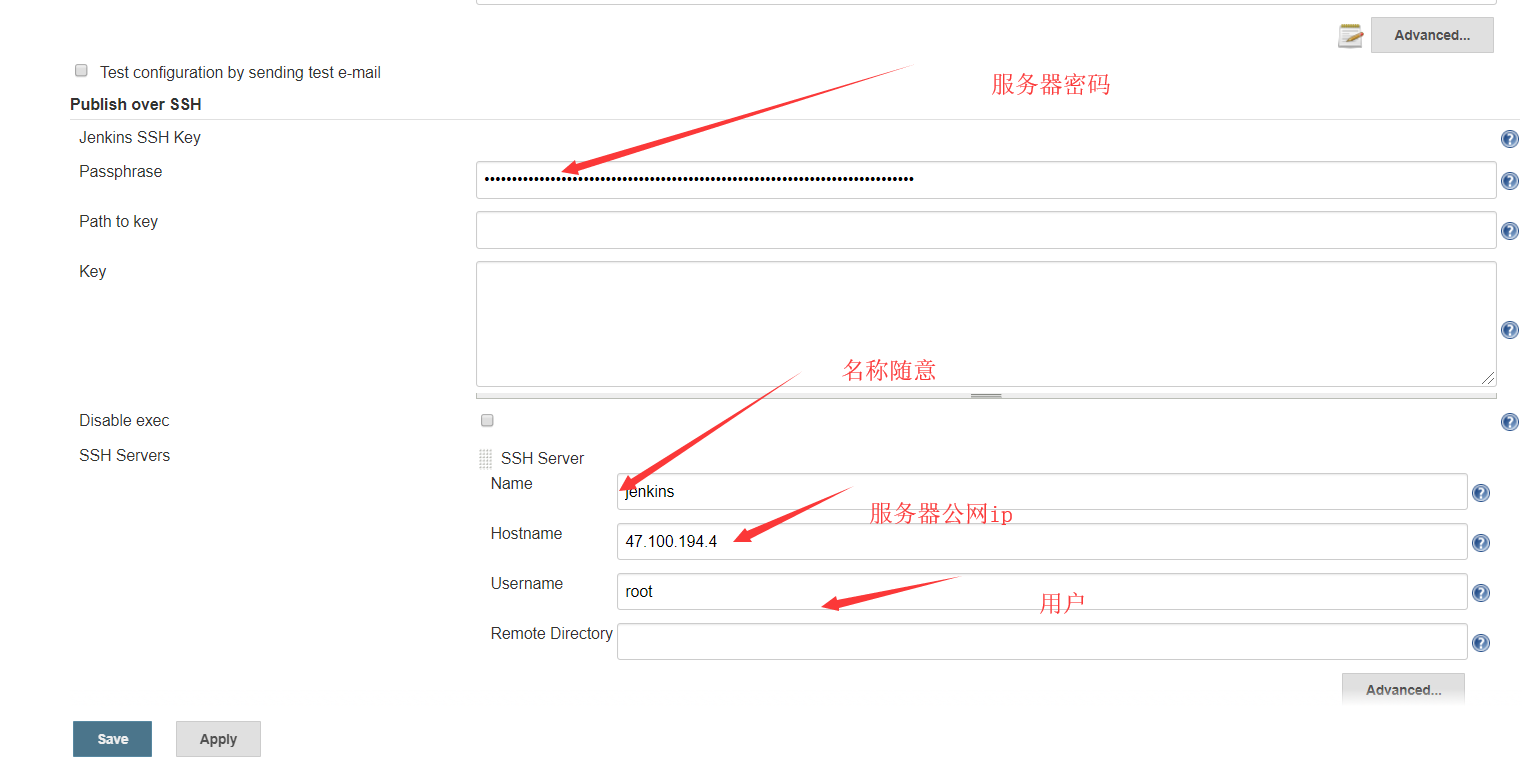 Advanced...
Test configuration by sending test e-mail
服务器密码
Publish over SSH
Jenkins SSH Key
Passphrase
••••••••••••••••••••••••••••••••••••••••••••••••••••••••••••••••••••••••••••••
Path to key
Key
名称随意
Disable exec
SSH Servers
SSH Server
Name
jenkins
服务器公网ip
Hostname
47.100.194.4
Username
root
用户
Remote Directory
Advanced...
Save
Apply